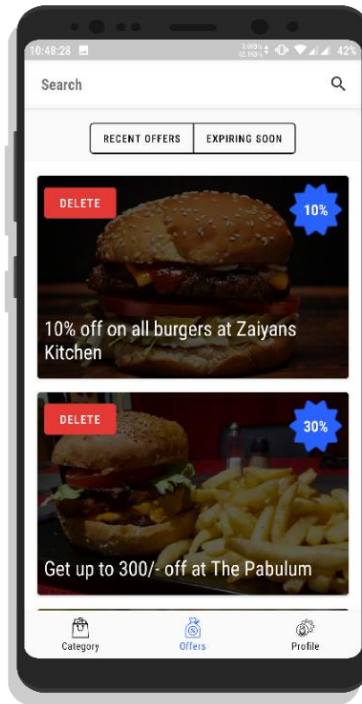 10:48:28
42%
Search
RECENT OFFERS
EXPIRING SOON
DELETE
10%
10% off on all burgers at Zaiyans
Kitchen
DELETE
30%
Get up to 300/- off at The Pabulum
Category
Offers
Profile